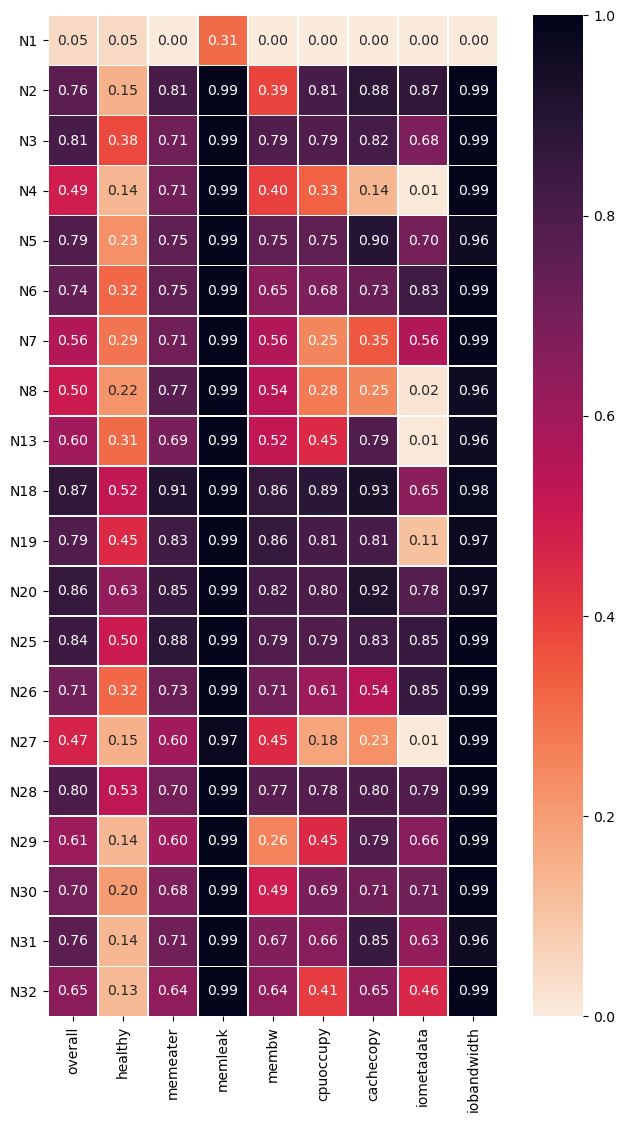 N1 0.05 0.05 0.00 0.31 0.00 0.00 0.00 0.00 0.00
N2 0.76 0.15 0.81 0.99 0.39 0.81 0.88 0.87 0.99
N3 0.81 0.38 0.71 0.99 0.79 0.79 0.82 0.68 0.99
N4 0.49 0.14 0.71 0.99 0.40 0.33 0.14 0.01 0.99
N5 0.79 0.23 0.75 0.99 0.75 0.75 0.90 0.70 0.96
N6 0.74 0.32 0.75 0.99 0.65 0.68 0.73 0.83 0.99
N7 0.56 0.29 0.71 0.99 0.56 0.25 0.35 0.56 0.99
N8 0.50 0.22 0.77 0.99 0.54 0.28 0.25 0.02 0.96
N13 0.60 0.31 0.69 0.99 0.52 0.45 0.79 0.01 0.96
N18 0.87 0.52 0.91 0.99 0.86 0.89 0.93 0.65 0.98
N19 0.79 0.45 0.83 0.99 0.86 0.81 0.81 0.11 0.97
N20 0.86 0.63 0.85 0.99 0.82 0.80 0.92 0.78 0.97
N25 0.84 0.50 0.88 0.99 0.79 0.79 0.83 0.85 0.99
N26 0.71 0.32 0.73 0.99 0.71 0.61 0.54 0.85 0.99
N27 0.47 0.15 0.60 0.97 0.45 0.18 0.23 0.01 0.99
N28 0.80 0.53 0.70 0.99 0.77 0.78 0.80 0.79 0.99
N29 0.61 0.14 0.60 0.99 0.26 0.45 0.79 0.66 0.99
N30 0.70 0.20 0.68 0.99 0.49 0.69 0.71 0.71 0.99
N31 0.76 0.14 0.71 0.99 0.67 0.66 0.85 0.63 0.96
N32 0.65 0.13 0.64 0.99 0.64 0.41 0.65 0.46 0.99
overall healthy memeater memleak membw cpuoccupy cachecopy iometadata iobandwidth
1.0
0.8
0.6
0.4
0.2
0.0